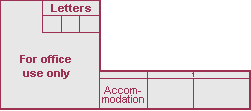 Letters
For office
use only
1
Accom-
modation